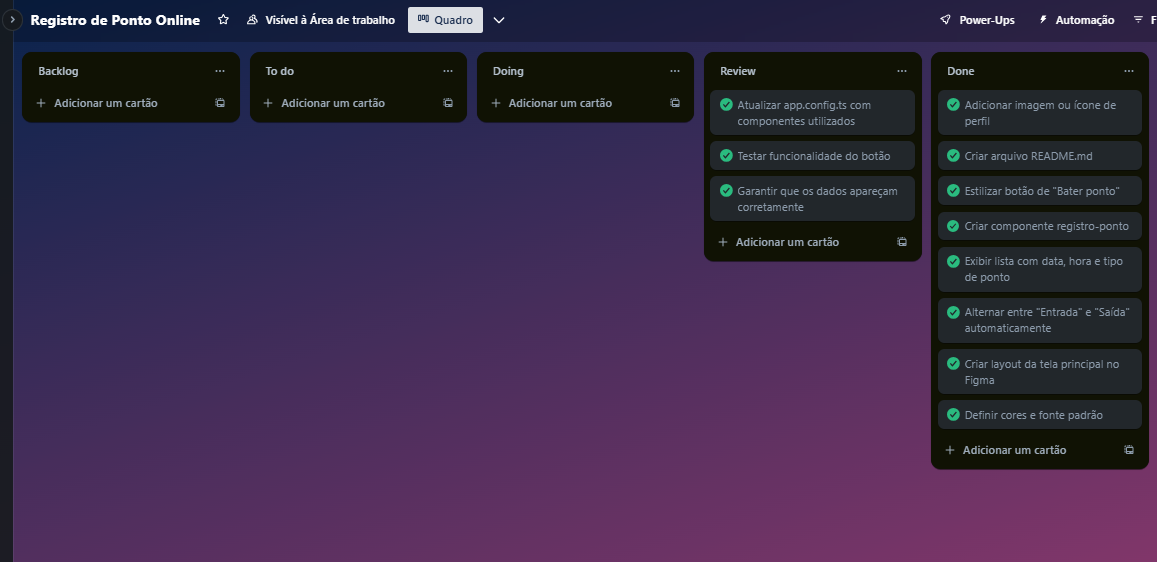 Registro de Ponto Online
Visível à Área de trabalho
Quadro
Power-Ups
Automação
F
Backlog
Adicionar um cartão
To do
Adicionar um cartão
Doing
Adicionar um cartão
Review
Atualizar app.config.ts com
componentes utilizados
Testar funcionalidade do botão
Garantir que os dados apareçam
corretamente
Adicionar um cartão
Done
Adicionar imagem ou ícone de
perfil
Criar arquivo README.md
Estilizar botão de "Bater ponto"
Criar componente registro-ponto
Exibir lista com data, hora e tipo
de ponto
Alternar entre "Entrada" e "Saída"
automaticamente
Criar layout da tela principal no
Figma
Definir cores e fonte padrão
Adicionar um cartão